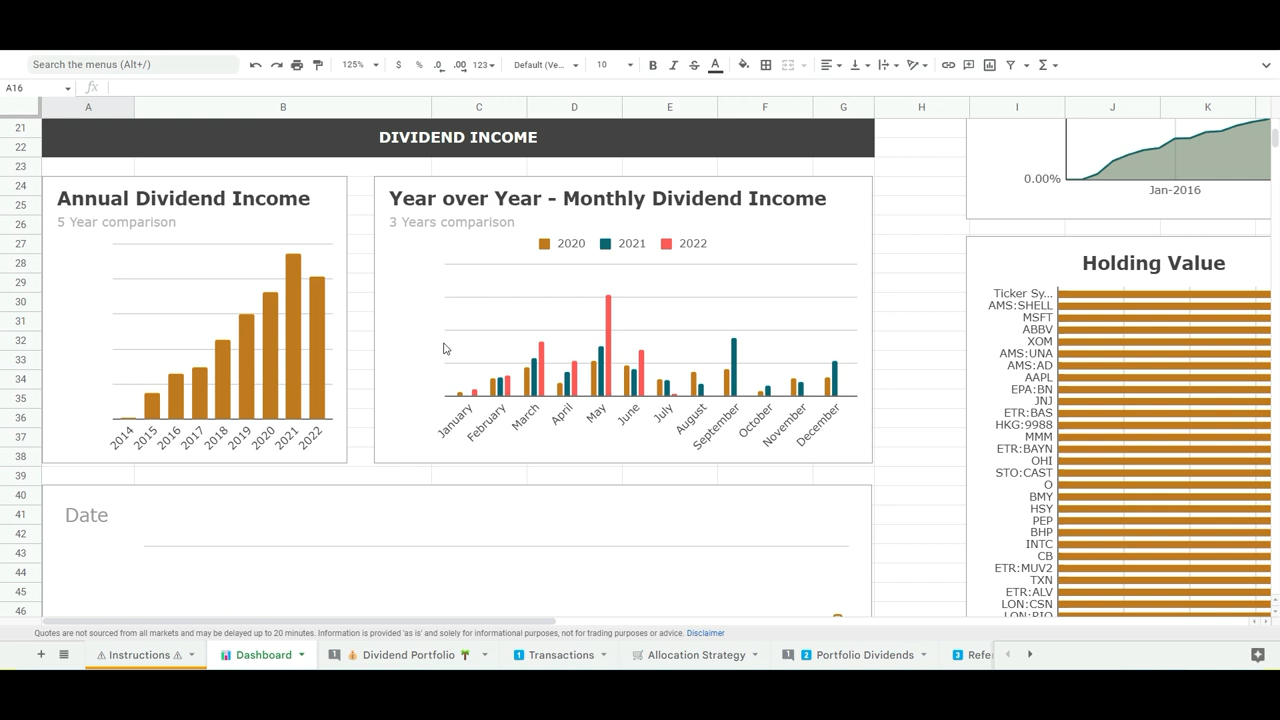 Search the menus (Alt+/)
125%
$ % .0 .00 123
Default (Ve...
10
B I S A
A16
fx
A B C D E F G H I J K
21
22
23
24
25
26
27
28
29
30
31
32
33
34
35
36
37
38
39
40
41
42
43
44
45
46
DIVIDEND INCOME
Annual Dividend Income
5 Year comparison
2014 2015 2016 2017 2018 2019 2020 2021 2022
Year over Year - Monthly Dividend Income
3 Years comparison
2020 2021 2022
January February March April May June July August September October November December
Date
0.00%
Jan-2016
Holding Value
Ticker Sy...
AMS:SHELL
MSFT
ABBV
XOM
AMS:UNA
AMS:AD
AAPL
EPA:BN
JNJ
ETR:BAS
HKG:9988
MMM
ETR:BAYN
OHI
STO:CAST
O
BMY
HSY
PEP
BHP
INTC
CB
ETR:MUV2
TXN
ETR:ALV
LON:CSN
LON:RIO
Quotes are not sourced from all markets and may be delayed up to 20 minutes. Information is provided 'as is' and solely for informational purposes, not for trading purposes or advice. Disclaimer
Instructions
Dashboard
1 Dividend Portfolio
1 Transactions
Allocation Strategy
1 2 Portfolio Dividends
3 Refe